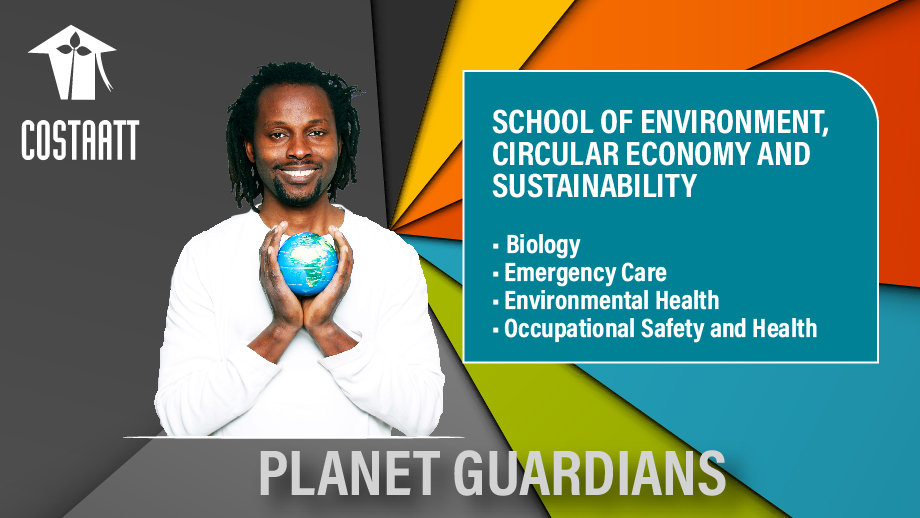 COSTAATT
SCHOOL OF ENVIRONMENT,
CIRCULAR ECONOMY AND
SUSTAINABILITY
▪ Biology
▪ Emergency Care
▪ Environmental Health
▪ Occupational Safety and Health
PLANET GUARDIANS